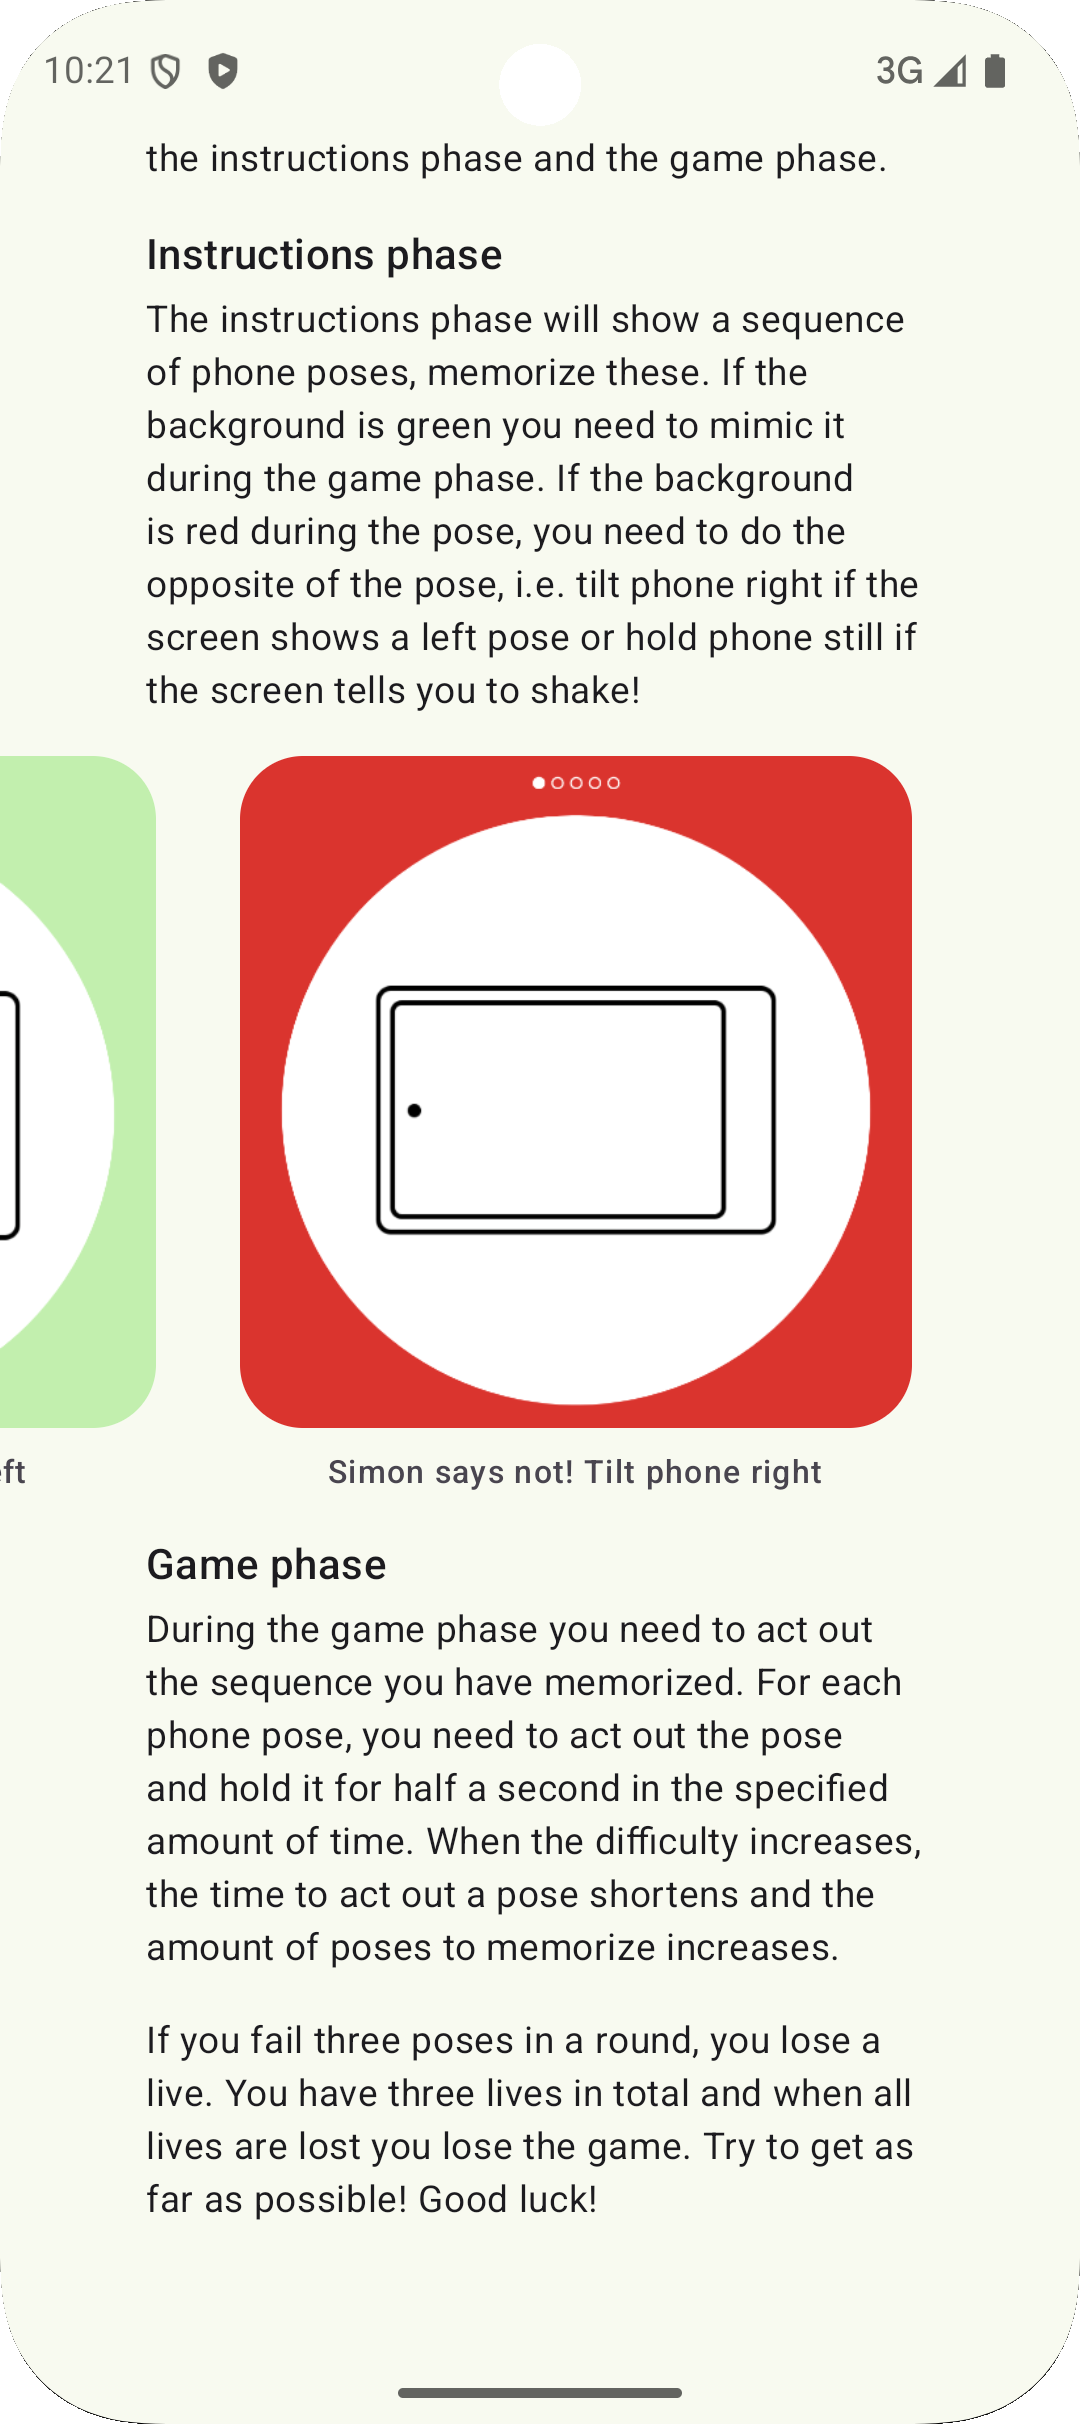 10:21
3G
the instructions phase and the game phase.
Instructions phase
The instructions phase will show a sequence
of phone poses, memorize these. If the
background is green you need to mimic it
during the game phase. If the background
is red during the pose, you need to do the
opposite of the pose, i.e. tilt phone right if the
screen shows a left pose or hold phone still if
the screen tells you to shake!
Simon says not! Tilt phone right
Game phase
During the game phase you need to act out
the sequence you have memorized. For each
phone pose, you need to act out the pose
and hold it for half a second in the specified
amount of time. When the difficulty increases,
the time to act out a pose shortens and the
amount of poses to memorize increases.
If you fail three poses in a round, you lose a
live. You have three lives in total and when all
lives are lost you lose the game. Try to get as
far as possible! Good luck!